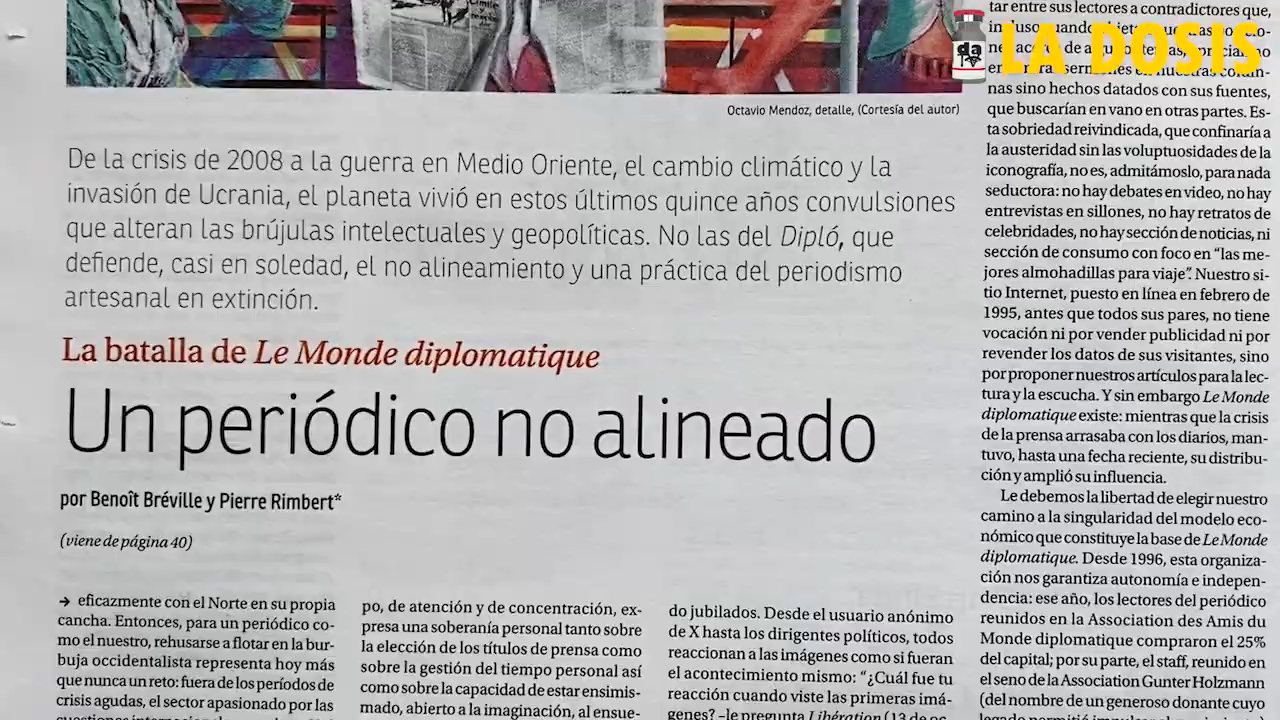 LA DOSIS
da
Octavio Mendoz, detalle, (Cortesía del autor)
De la crisis de 2008 a la guerra en Medio Oriente, el cambio climático y la
invasión de Ucrania, el planeta vivió en estos últimos quince años convulsiones
que alteran las brújulas intelectuales y geopolíticas. No las del Dipló, que
defiende, casi en soledad, el no alineamiento y una práctica del periodismo
artesanal en extinción.
La batalla de Le Monde diplomatique
Un periódico no alineado
por Benoît Bréville y Pierre Rimbert*
(viene de página 40)
→ eficazmente con el Norte en su propia
cancha. Entonces, para un periódico co-
mo el nuestro, rehusarse a flotar en la bur-
buja occidentalista representa hoy más
que nunca un reto: fuera de los períodos de
crisis agudas, el sector apasionado por las
po, de atención y de concentración, ex-
presa una soberanía personal tanto sobre
la elección de los títulos de prensa como
sobre la gestión del tiempo personal así
como sobre la capacidad de estar ensimis-
mado, abierto a la imaginación, al ensue-
do jubilados. Desde el usuario anónimo
de X hasta los dirigentes políticos, todos
reaccionan a las imágenes como si fueran
el acontecimiento mismo: “¿Cuál fue tu
reacción cuando viste las primeras imá-
genes? –le pregunta Libération (13 de oc-
tar entre sus lectores a contradictores que,
nas sino hechos datados con sus fuentes,
que buscarían en vano en otras partes. Es-
ta sobriedad reivindicada, que confinaría a
la austeridad sin las voluptuosidades de la
iconografía, no es, admitámoslo, para nada
seductora: no hay debates en video, no hay
entrevistas en sillones, no hay retratos de
celebridades, no hay sección de noticias, ni
sección de consumo con foco en “las me-
jores almohadillas para viaje”. Nuestro si-
tio Internet, puesto en línea en febrero de
1995, antes que todos sus pares, no tiene
vocación ni por vender publicidad ni por
revender los datos de sus visitantes, sino
por proponer nuestros artículos para la lec-
tura y la escucha. Y sin embargo Le Monde
diplomatique existe: mientras que la crisis
de la prensa arrasaba con los diarios, man-
tuvo, hasta una fecha reciente, su distribu-
ción y amplió su influencia.
Le debemos la libertad de elegir nuestro
camino a la singularidad del modelo eco-
nómico que constituye la base de Le Monde
diplomatique. Desde 1996, esta organiza-
ción nos garantiza autonomía e indepen-
dencia: ese año, los lectores del periódico
reunidos en la Association des Amis du
Monde diplomatique compraron el 25%
del capital; por su parte, el staff, reunido en
el seno de la Association Gunter Holzmann
(del nombre de un generoso donante cuyo